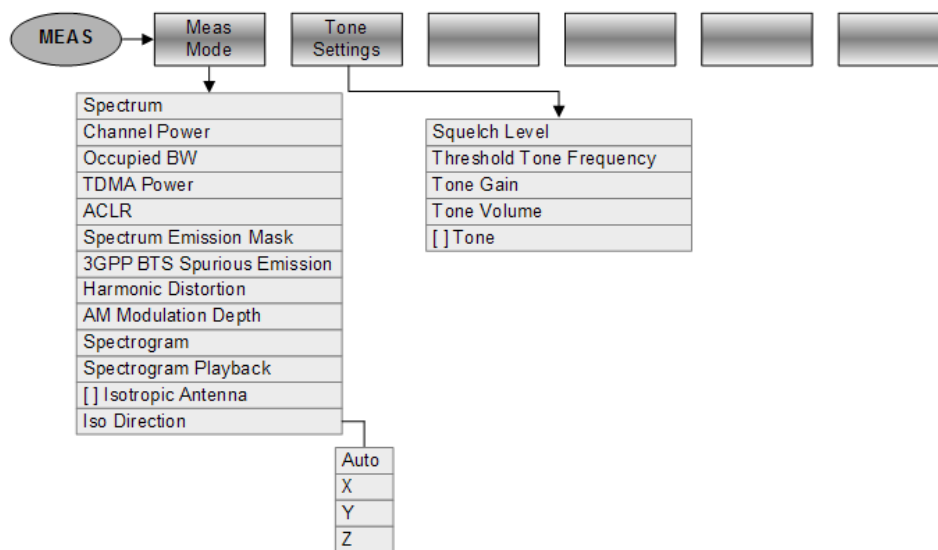 MEAS
Meas
Mode
Tone
Settings
Spectrum
Channel Power
Occupied BW
TDMA Power
ACLR
Spectrum Emission Mask
3GPP BTS Spurious Emission
Harmonic Distortion
AM Modulation Depth
Spectrogram
Spectrogram Playback
[ ] Isotropic Antenna
Iso Direction
Auto
X
Y
Z
Squelch Level
Threshold Tone Frequency
Tone Gain
Tone Volume
[ ] Tone